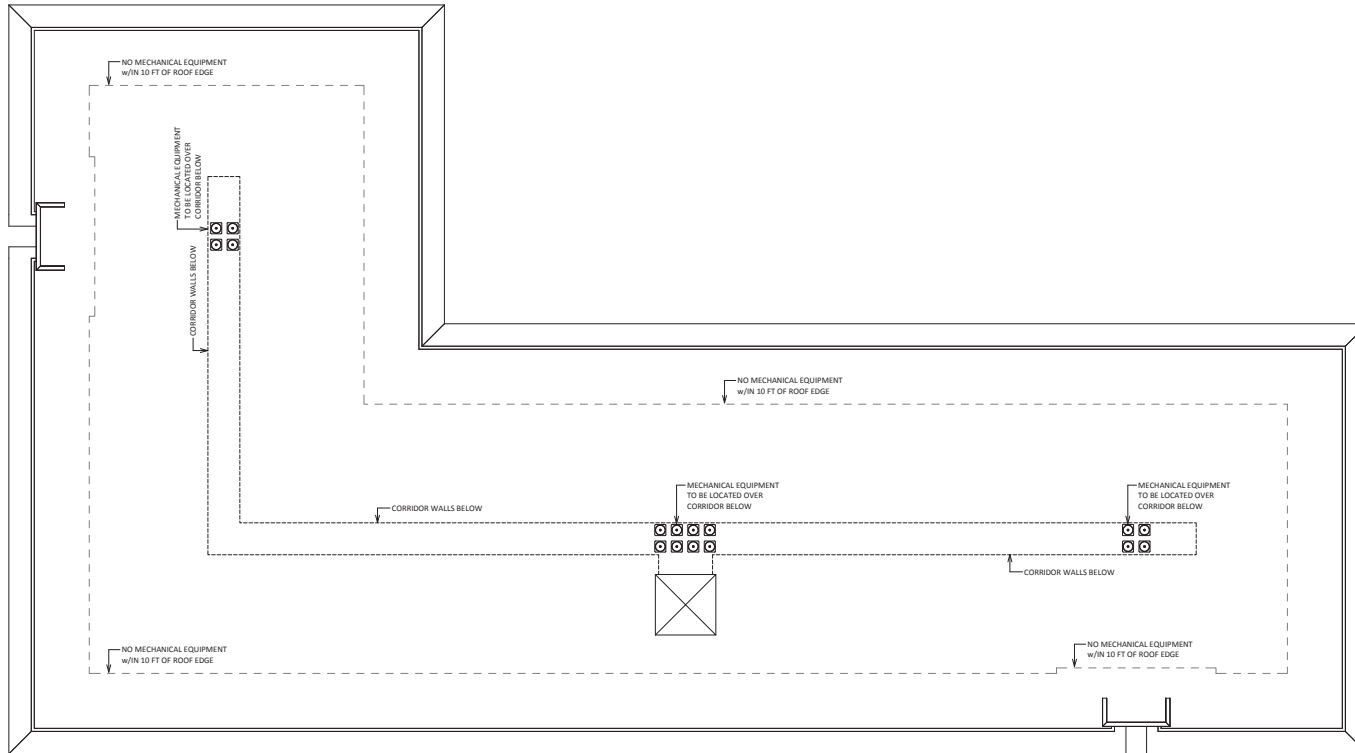 NO MECHANICAL EQUIPMENT
w/IN 10 FT OF ROOF EDGE
MECHANICAL EQUIPMENT
TO BE LOCATED OVER
CORRIDOR BELOW
CORRIDOR WALLS BELOW
NO MECHANICAL EQUIPMENT
w/IN 10 FT OF ROOF EDGE
CORRIDOR WALLS BELOW
MECHANICAL EQUIPMENT
TO BE LOCATED OVER
CORRIDOR BELOW
MECHANICAL EQUIPMENT
TO BE LOCATED OVER
CORRIDOR BELOW
CORRIDOR WALLS BELOW
NO MECHANICAL EQUIPMENT
w/IN 10 FT OF ROOF EDGE
NO MECHANICAL EQUIPMENT
w/IN 10 FT OF ROOF EDGE